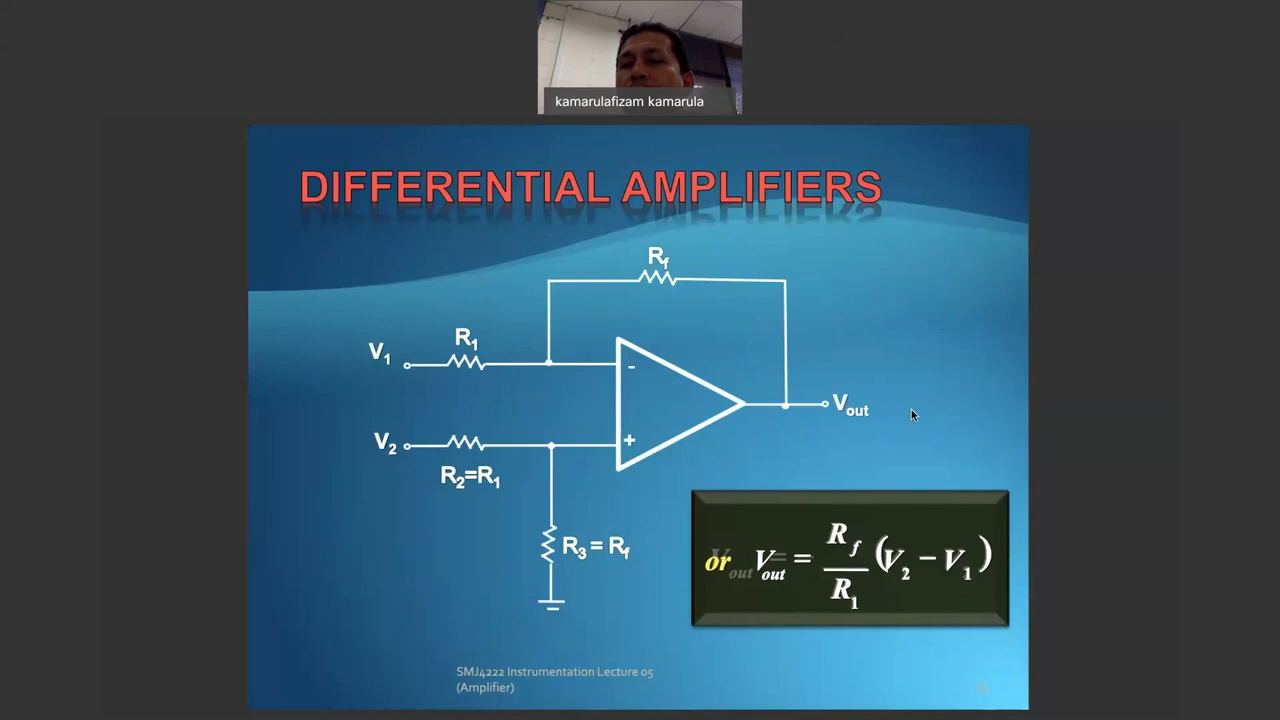 kamarulafizam kamarula
DIFFERENTIAL AMPLIFIERS
Rf
R1
V1
-
Vout
V2
+
R2=R1
R3 = Rf
or Vout = Rf/R1 (V2 − V1)
SMJ4222 Instrumentation Lecture 05
(Amplifier)